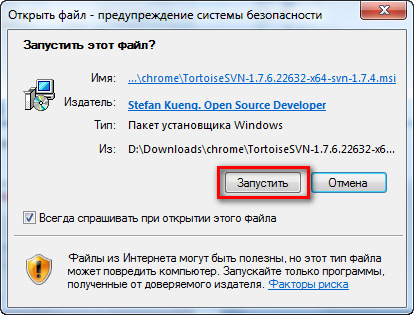 Открыть файл - предупреждение системы безопасности
Запустить этот файл?
Имя: ...\chrome\TortoiseSVN-1.7.6.22632-x64-svn-1.7.4.msi
Издатель: Stefan Kueng, Open Source Developer
Тип: Пакет установщика Windows
Из: D:\Downloads\chrome\TortoiseSVN-1.7.6.22632-x6...
Запустить Отмена
Всегда спрашивать при открытии этого файла
Файлы из Интернета могут быть полезны, но этот тип файла
может повредить компьютер. Запускайте только программы,
полученные от доверяемого издателя. Факторы риска